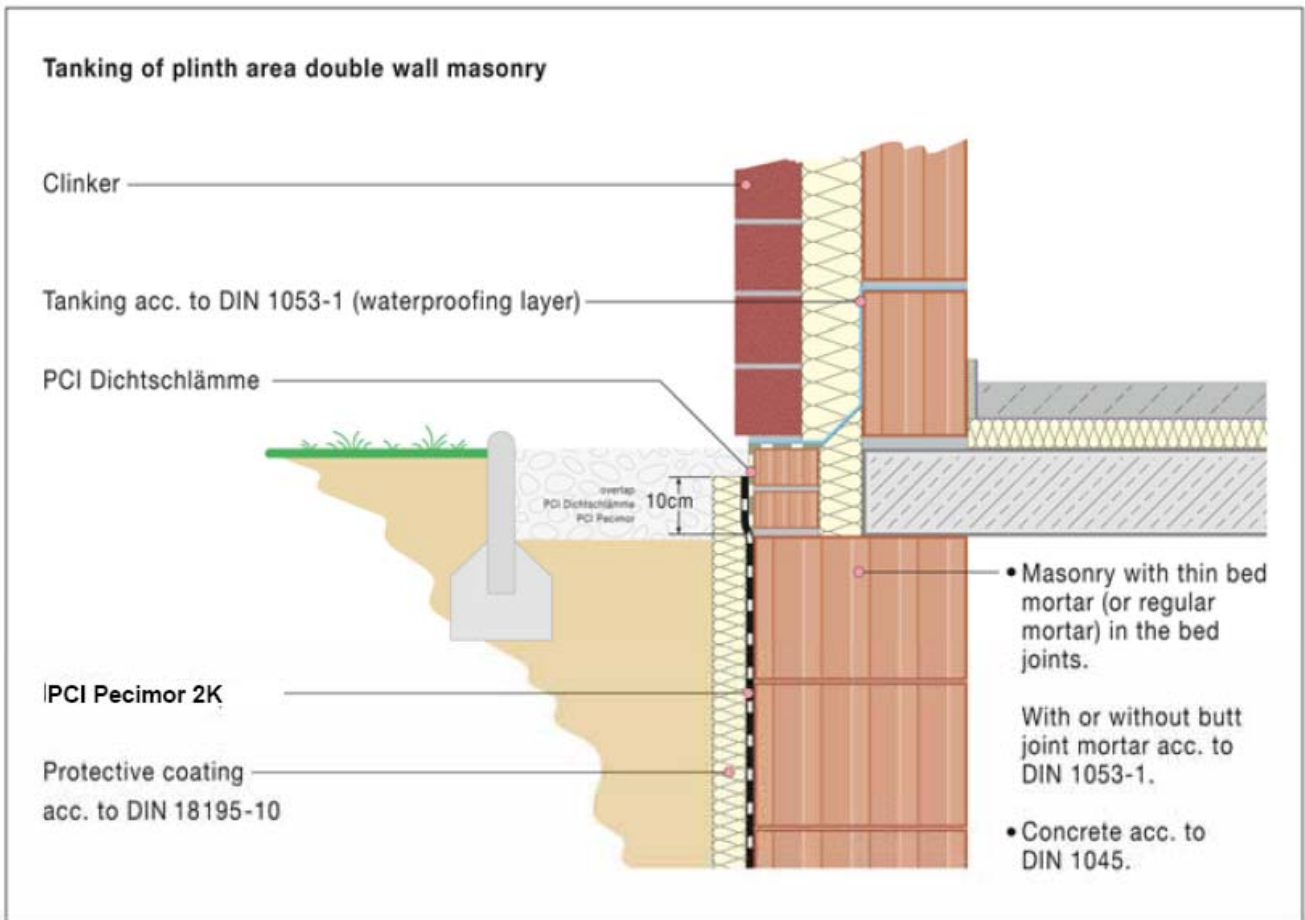 Tanking of plinth area double wall masonry
Clinker
Tanking acc. to DIN 1053-1 (waterproofing layer)
PCI Dichtschlämme
overlap
PCI Dichtschlämme
PCI Pecimor
10cm
PCI Pecimor 2K
Protective coating
acc. to DIN 18195-10
• Masonry with thin bed
mortar (or regular
mortar) in the bed
joints.
With or without butt
joint mortar acc. to
DIN 1053-1.
• Concrete acc. to
DIN 1045.